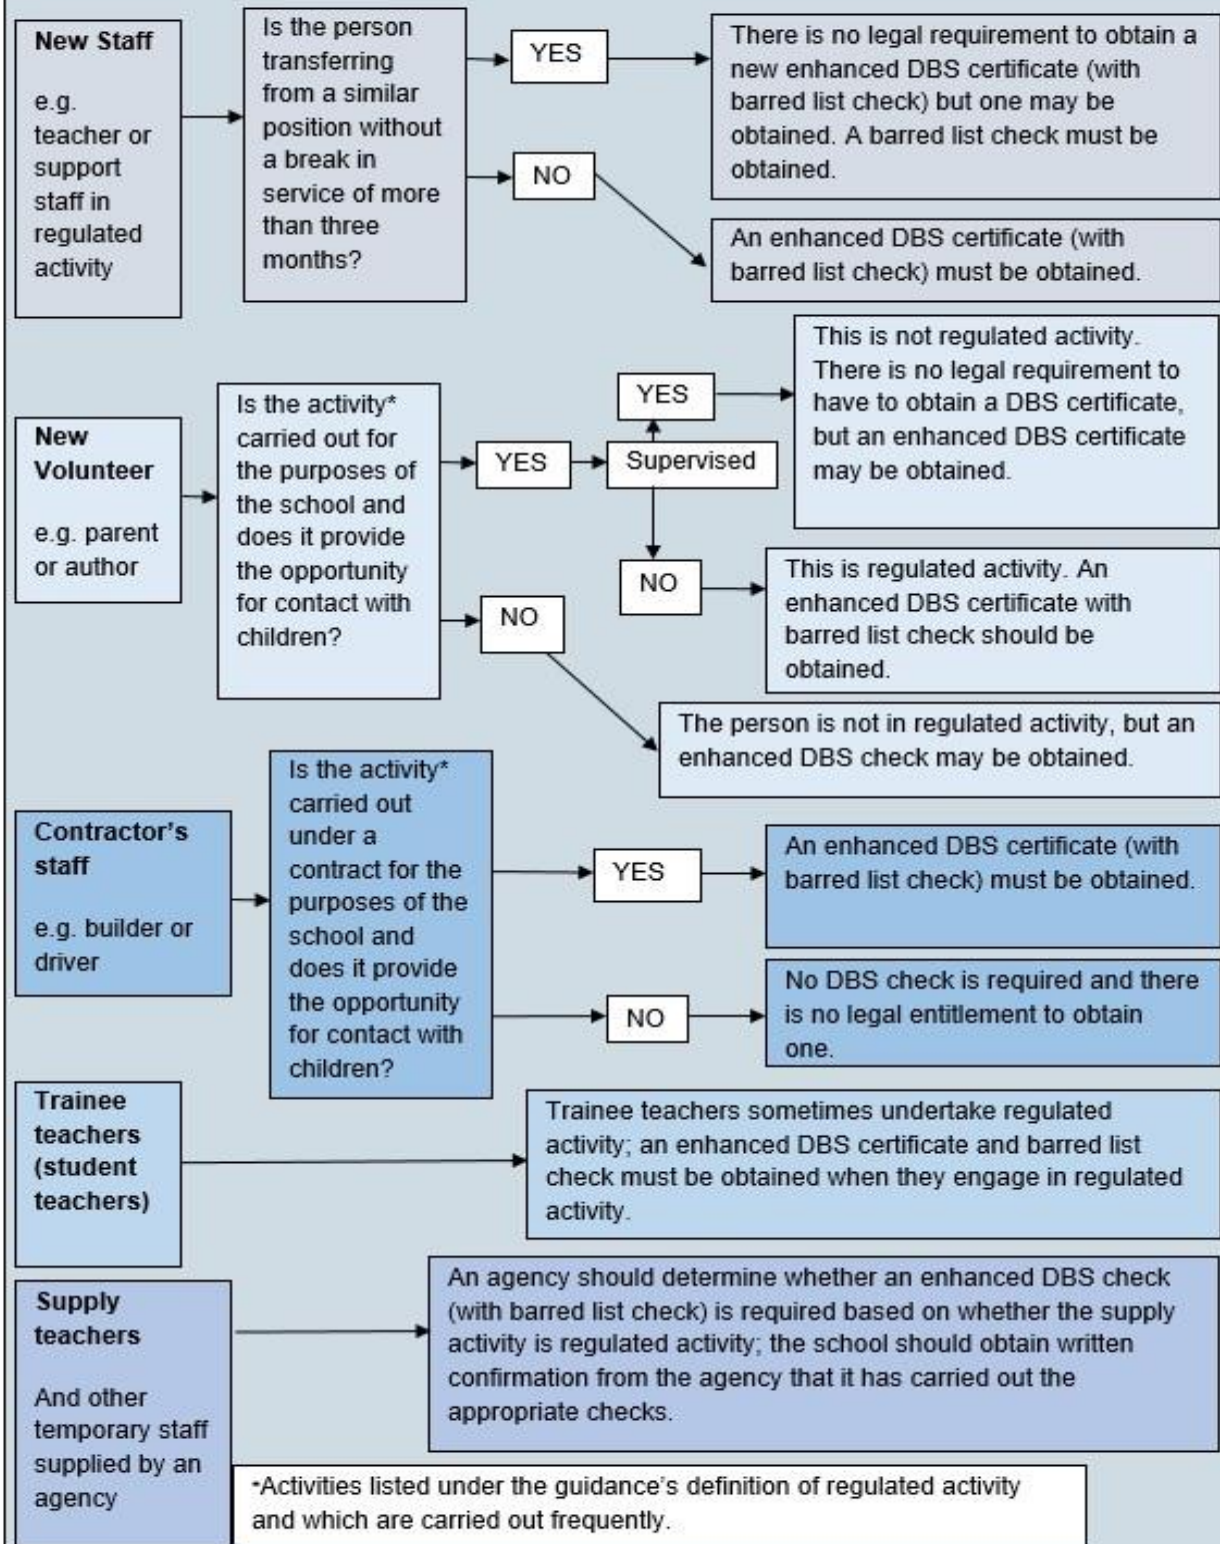 New Staff
e.g.
teacher or
support
staff in
regulated
activity
Is the person
transferring
from a similar
position without
a break in
service of more
than three
months?
YES
There is no legal requirement to obtain a
new enhanced DBS certificate (with
barred list check) but one may be
obtained. A barred list check must be
obtained.
NO
An enhanced DBS certificate (with
barred list check) must be obtained.
New
Volunteer
e.g. parent
or author
Is the activity*
carried out for
the purposes of
the school and
does it provide
the opportunity
for contact with
children?
YES
Supervised
YES
This is not regulated activity.
There is no legal requirement to
have to obtain a DBS certificate,
but an enhanced DBS certificate
may be obtained.
NO
This is regulated activity. An
enhanced DBS certificate with
barred list check should be
obtained.
NO
The person is not in regulated activity, but an
enhanced DBS check may be obtained.
Contractor's
staff
e.g. builder or
driver
Is the activity*
carried out
under a
contract for the
purposes of the
school and
does it provide
the opportunity
for contact with
children?
YES
An enhanced DBS certificate (with
barred list check) must be obtained.
NO
No DBS check is required and there
is no legal entitlement to obtain
one.
Trainee
teachers
(student
teachers)
Trainee teachers sometimes undertake regulated
activity; an enhanced DBS certificate and barred list
check must be obtained when they engage in regulated
activity.
Supply
teachers
And other
temporary staff
supplied by an
agency
An agency should determine whether an enhanced DBS check
(with barred list check) is required based on whether the supply
activity is regulated activity; the school should obtain written
confirmation from the agency that it has carried out the
appropriate checks.
*Activities listed under the guidance's definition of regulated activity
and which are carried out frequently.